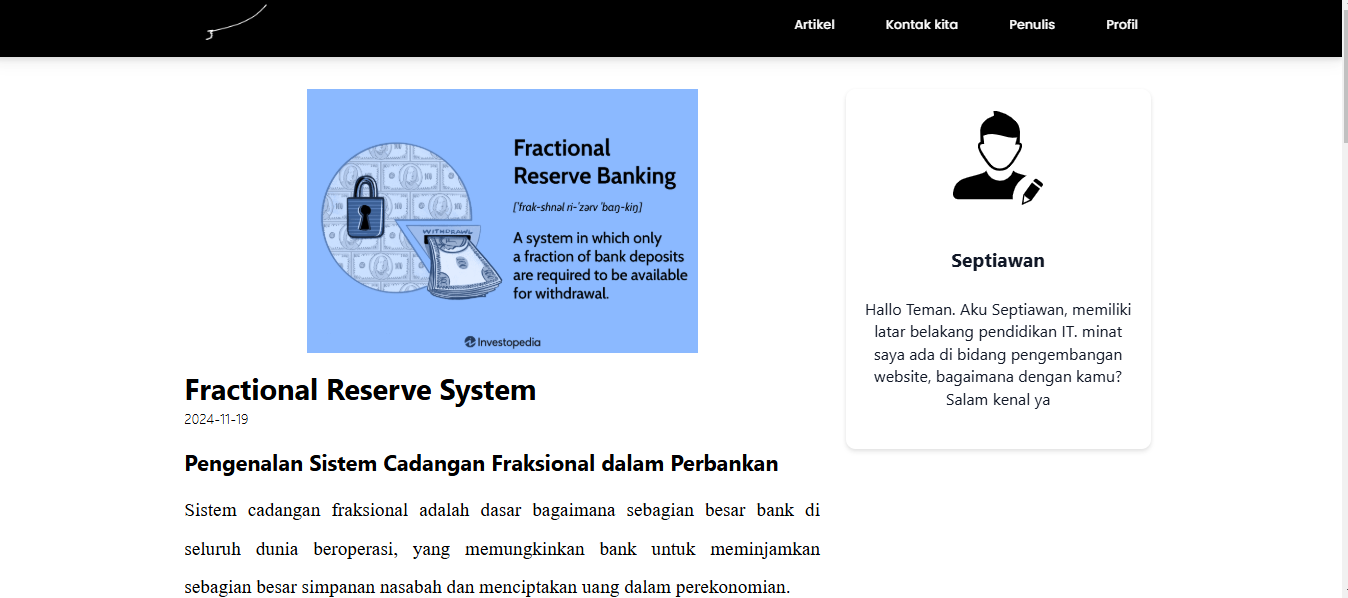 Artikel Kontak kita Penulis Profil
Fractional
Reserve Banking
['frak-shnəl ri-ˈzərv ˈbaŋ-kiŋ]
A system in which only
a fraction of bank deposits
are required to be available
for withdrawal.
WITHDRAWL
Investopedia
Fractional Reserve System
2024-11-19
Pengenalan Sistem Cadangan Fraksional dalam Perbankan
Sistem cadangan fraksional adalah dasar bagaimana sebagian besar bank di
seluruh dunia beroperasi, yang memungkinkan bank untuk meminjamkan
sebagian besar simpanan nasabah dan menciptakan uang dalam perekonomian.
Septiawan
Hallo Teman. Aku Septiawan, memiliki
latar belakang pendidikan IT. minat
saya ada di bidang pengembangan
website, bagaimana dengan kamu?
Salam kenal ya